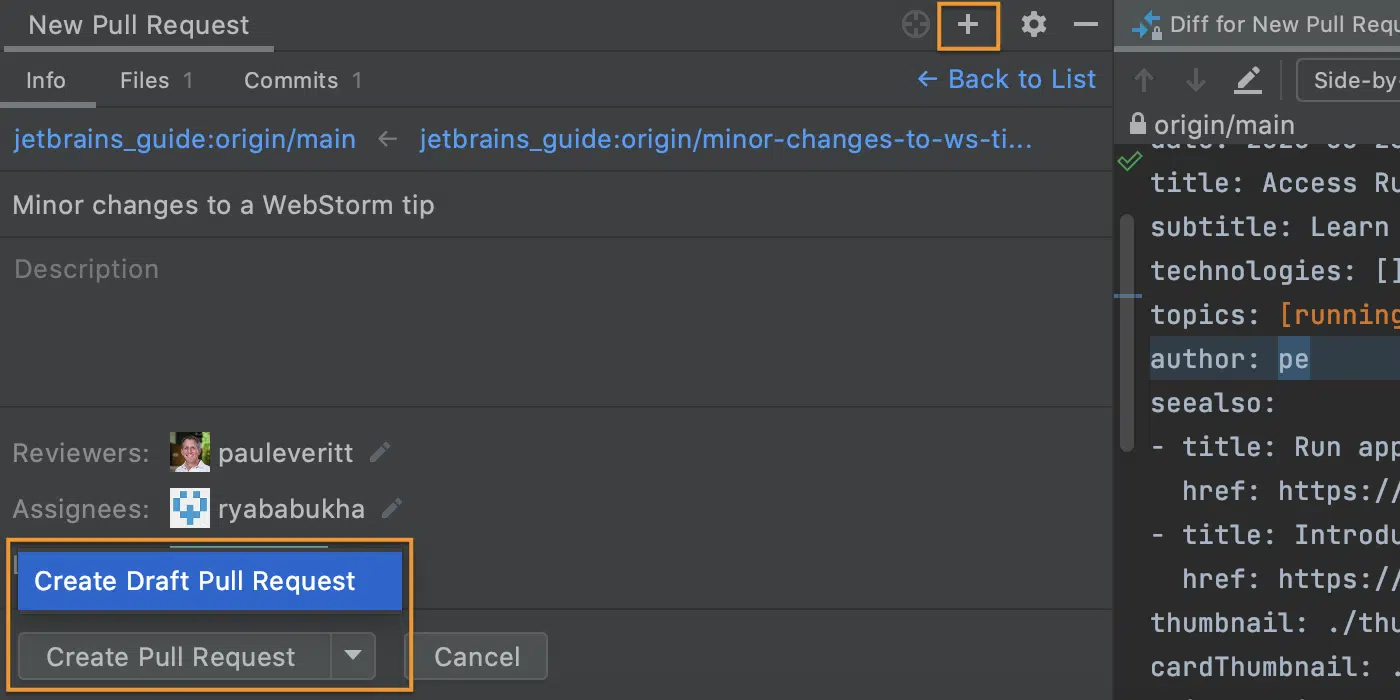 New Pull Request
Info Files 1 Commits 1 ← Back to List
jetbrains_guide:origin/main ← jetbrains_guide:origin/minor-changes-to-ws-ti...
Minor changes to a WebStorm tip
Description
Reviewers: pauleveritt
Assignees: ryababukha
Create Draft Pull Request
Create Pull Request Cancel
Diff for New Pull Requ
Side-by-
origin/main
title: Access Ru
subtitle: Learn
technologies: []
topics: [running
author: pe
seealso:
- title: Run app
href: https://
- title: Introdu
href: https://
thumbnail: ./thu
cardThumbnail: .